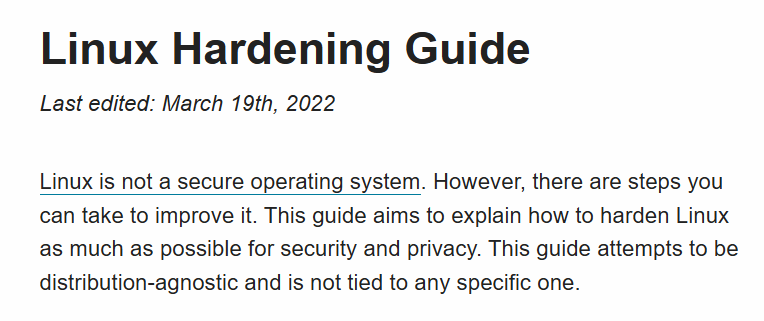 Linux Hardening Guide
Last edited: March 19th, 2022
Linux is not a secure operating system. However, there are steps you
can take to improve it. This guide aims to explain how to harden Linux
as much as possible for security and privacy. This guide attempts to be
distribution-agnostic and is not tied to any specific one.